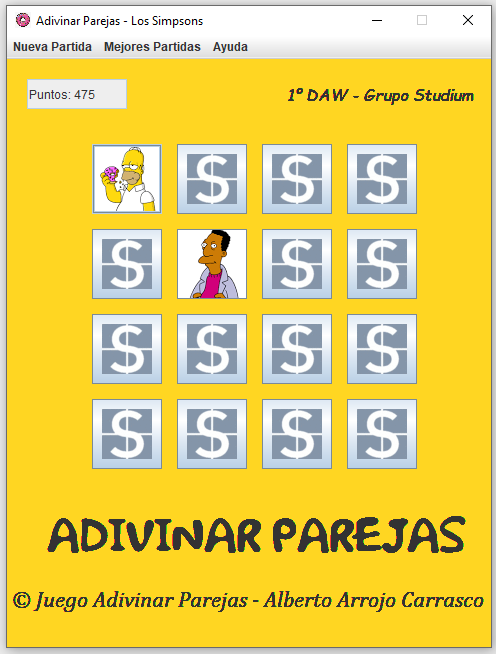 Adivinar Parejas - Los Simpsons
Nueva Partida Mejores Partidas Ayuda
Puntos: 475
1º DAW - Grupo Studium
S S S
S S S
S S S S
S S S S
ADIVINAR PAREJAS
© Juego Adivinar Parejas - Alberto Arrojo Carrasco